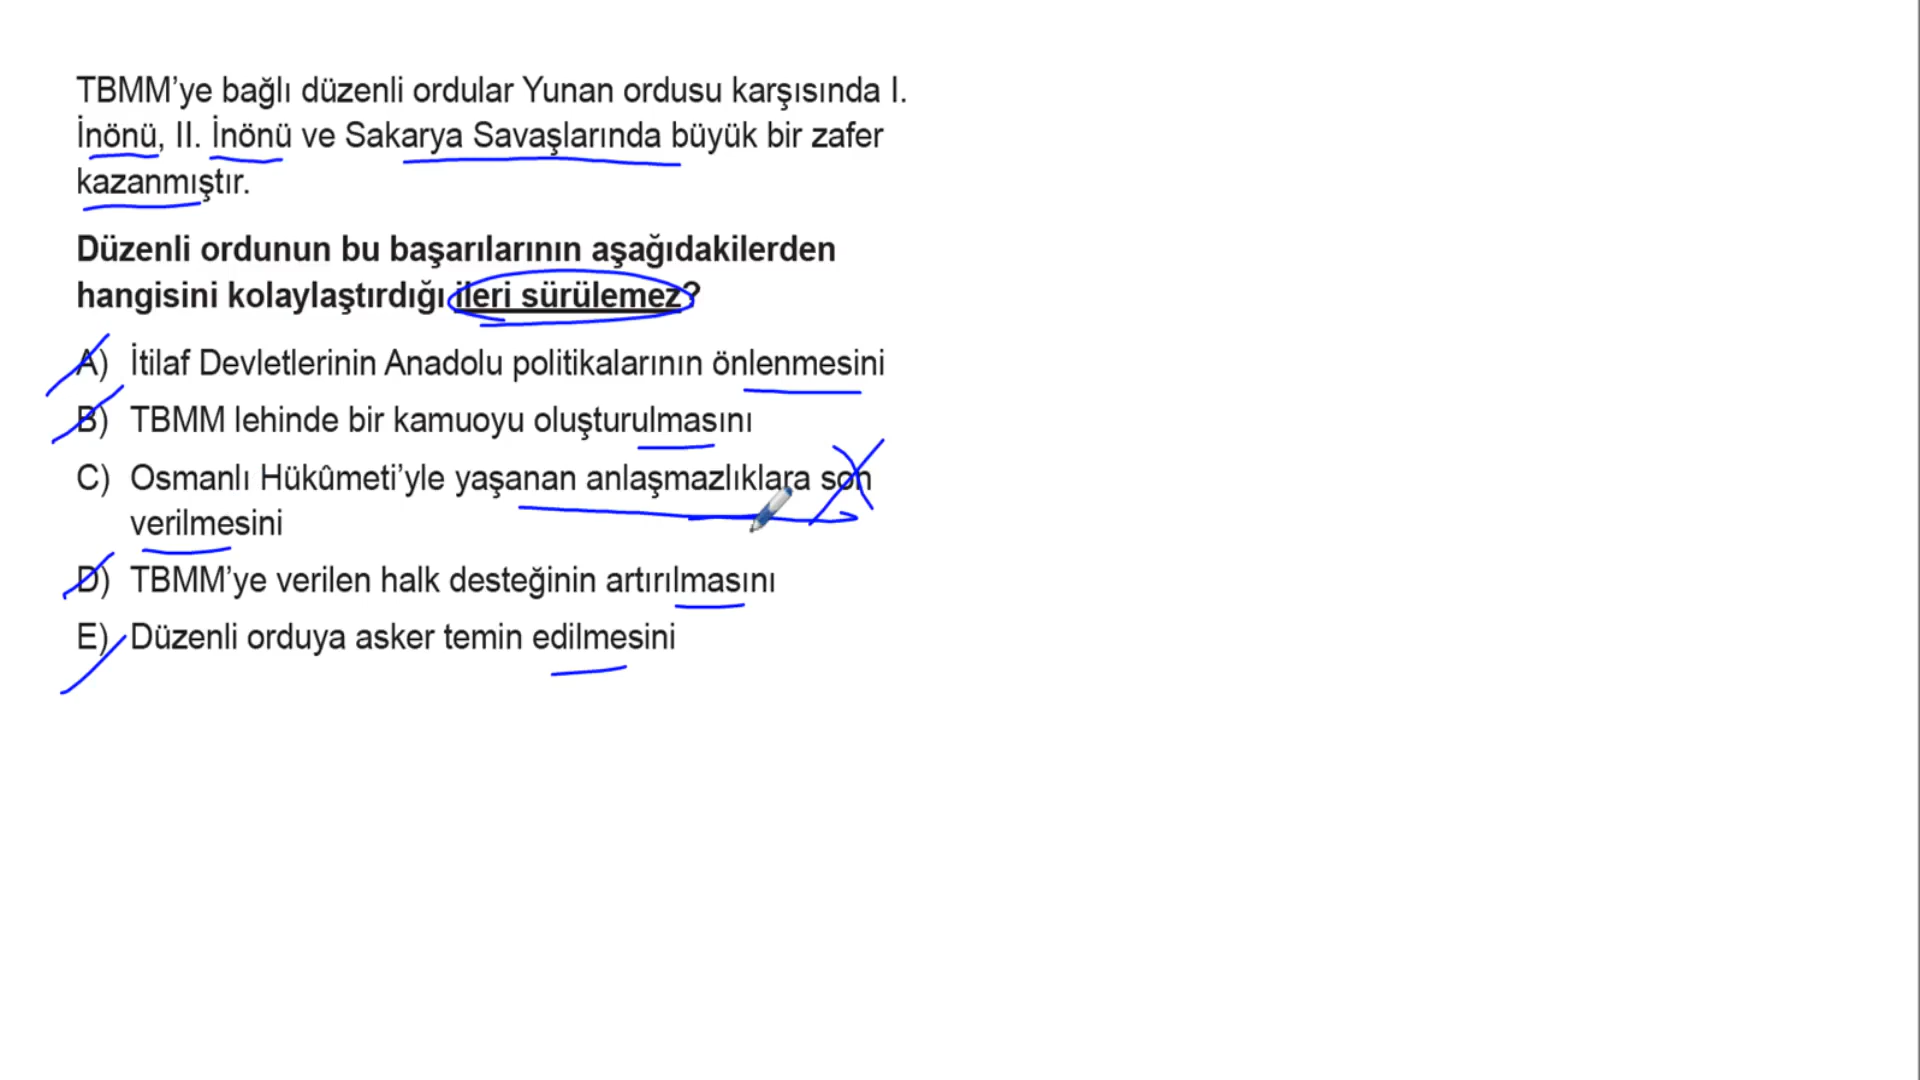 TBMM’ye bağlı düzenli ordular Yunan ordusu karşısında I.
İnönü, II. İnönü ve Sakarya Savaşlarında büyük bir zafer
kazanmıştır.
Düzenli ordunun bu başarılarının aşağıdakilerden
hangisini kolaylaştırdığı ileri sürülemez?
A) İtilaf Devletlerinin Anadolu politikalarının önlenmesini
B) TBMM lehinde bir kamuoyu oluşturulmasını
C) Osmanlı Hükûmeti’yle yaşanan anlaşmazlıklara son
verilmesini
D) TBMM’ye verilen halk desteğinin artırılmasını
E) Düzenli orduya asker temin edilmesini